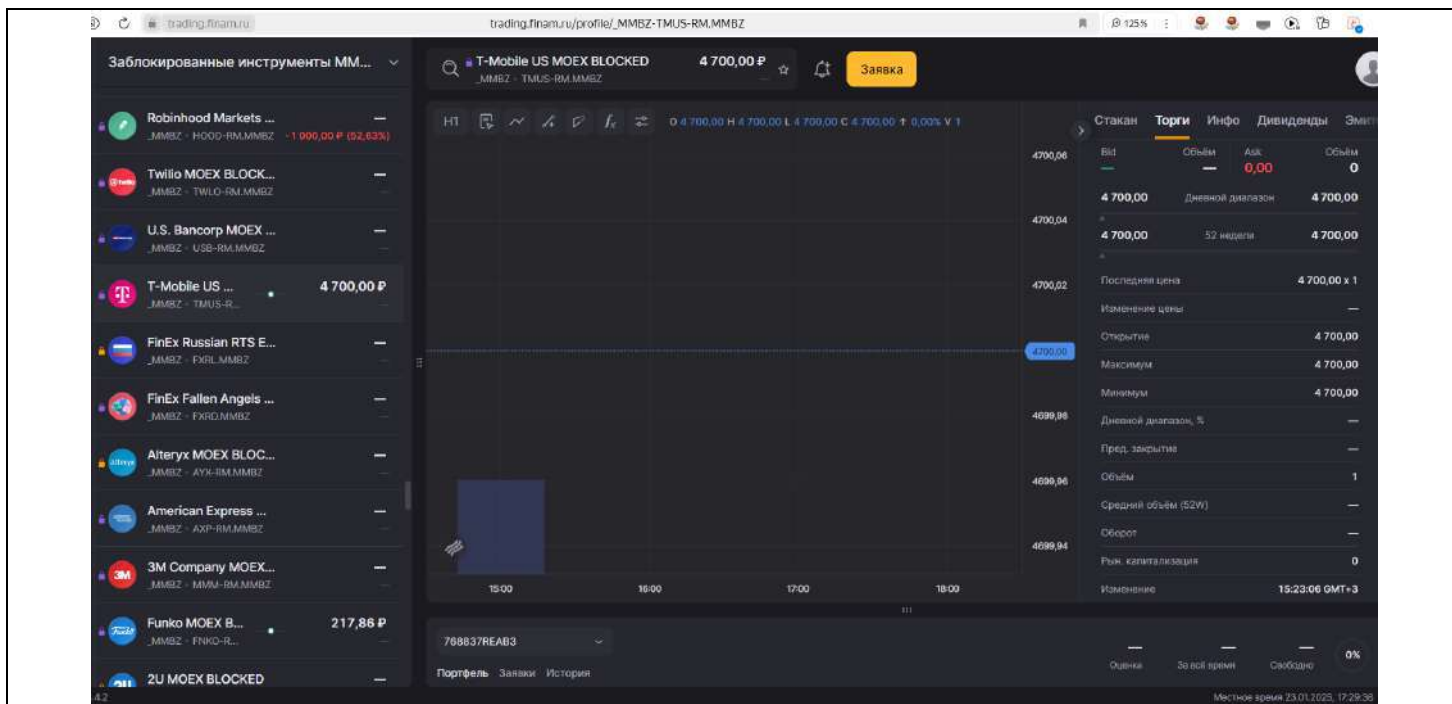 trading.finam.ru
trading.finam.ru/profile/_MMBZ-TMUS-RM.MMBZ
125%
Заблокированные инструменты MM...
T-Mobile US MOEX BLOCKED
4 700,00 ₽
_MMBZ - TMUS-RM.MMBZ
Заявка
Robinhood Markets ...
—
_MMBZ - HOOD-RM.MMBZ
-1 000,00 ₽ (52,63%)
Twilio MOEX BLOCK...
—
_MMBZ - TWLO-RM.MMBZ
U.S. Bancorp MOEX ...
—
_MMBZ - USB-RM.MMBZ
T-Mobile US ...
4 700,00 ₽
_MMBZ - TMUS-R...
FinEx Russian RTS E...
—
_MMBZ - FXRL.MMBZ
FinEx Fallen Angels ...
—
_MMBZ - FXRD.MMBZ
Alteryx MOEX BLOC...
—
_MMBZ - AYX-RM.MMBZ
American Express ...
—
_MMBZ - AXP-RM.MMBZ
3M
3M Company MOEX...
—
_MMBZ - MMM-RM.MMBZ
Funko MOEX B...
217,86 ₽
_MMBZ - FNKO-R...
2U
2U MOEX BLOCKED
—
4.2
H1
O 4 700,00 H 4 700,00 L 4 700,00 C 4 700,00 ↑ 0,00% V 1
4700,06
4700,04
4700,02
4700,00
4699,98
4699,96
4699,94
15:00 16:00 17:00 18:00
768837REAB3
Портфель Заявки История
Стакан Торги Инфо Дивиденды Эмит
Bid Объём Ask Объём
— — 0,00 0
4 700,00 Дневной диапазон 4 700,00
4 700,00 52 недели 4 700,00
Последняя цена 4 700,00 x 1
Изменение цены —
Открытие 4 700,00
Максимум 4 700,00
Минимум 4 700,00
Дневной диапазон, % —
Пред. закрытие —
Объём 1
Средний объём (52W) —
Оборот —
Рын. капитализация 0
Изменение 15:23:06 GMT+3
— — — 0%
Оценка За всё время Свободно
Местное время 23.01.2025, 17:29:36